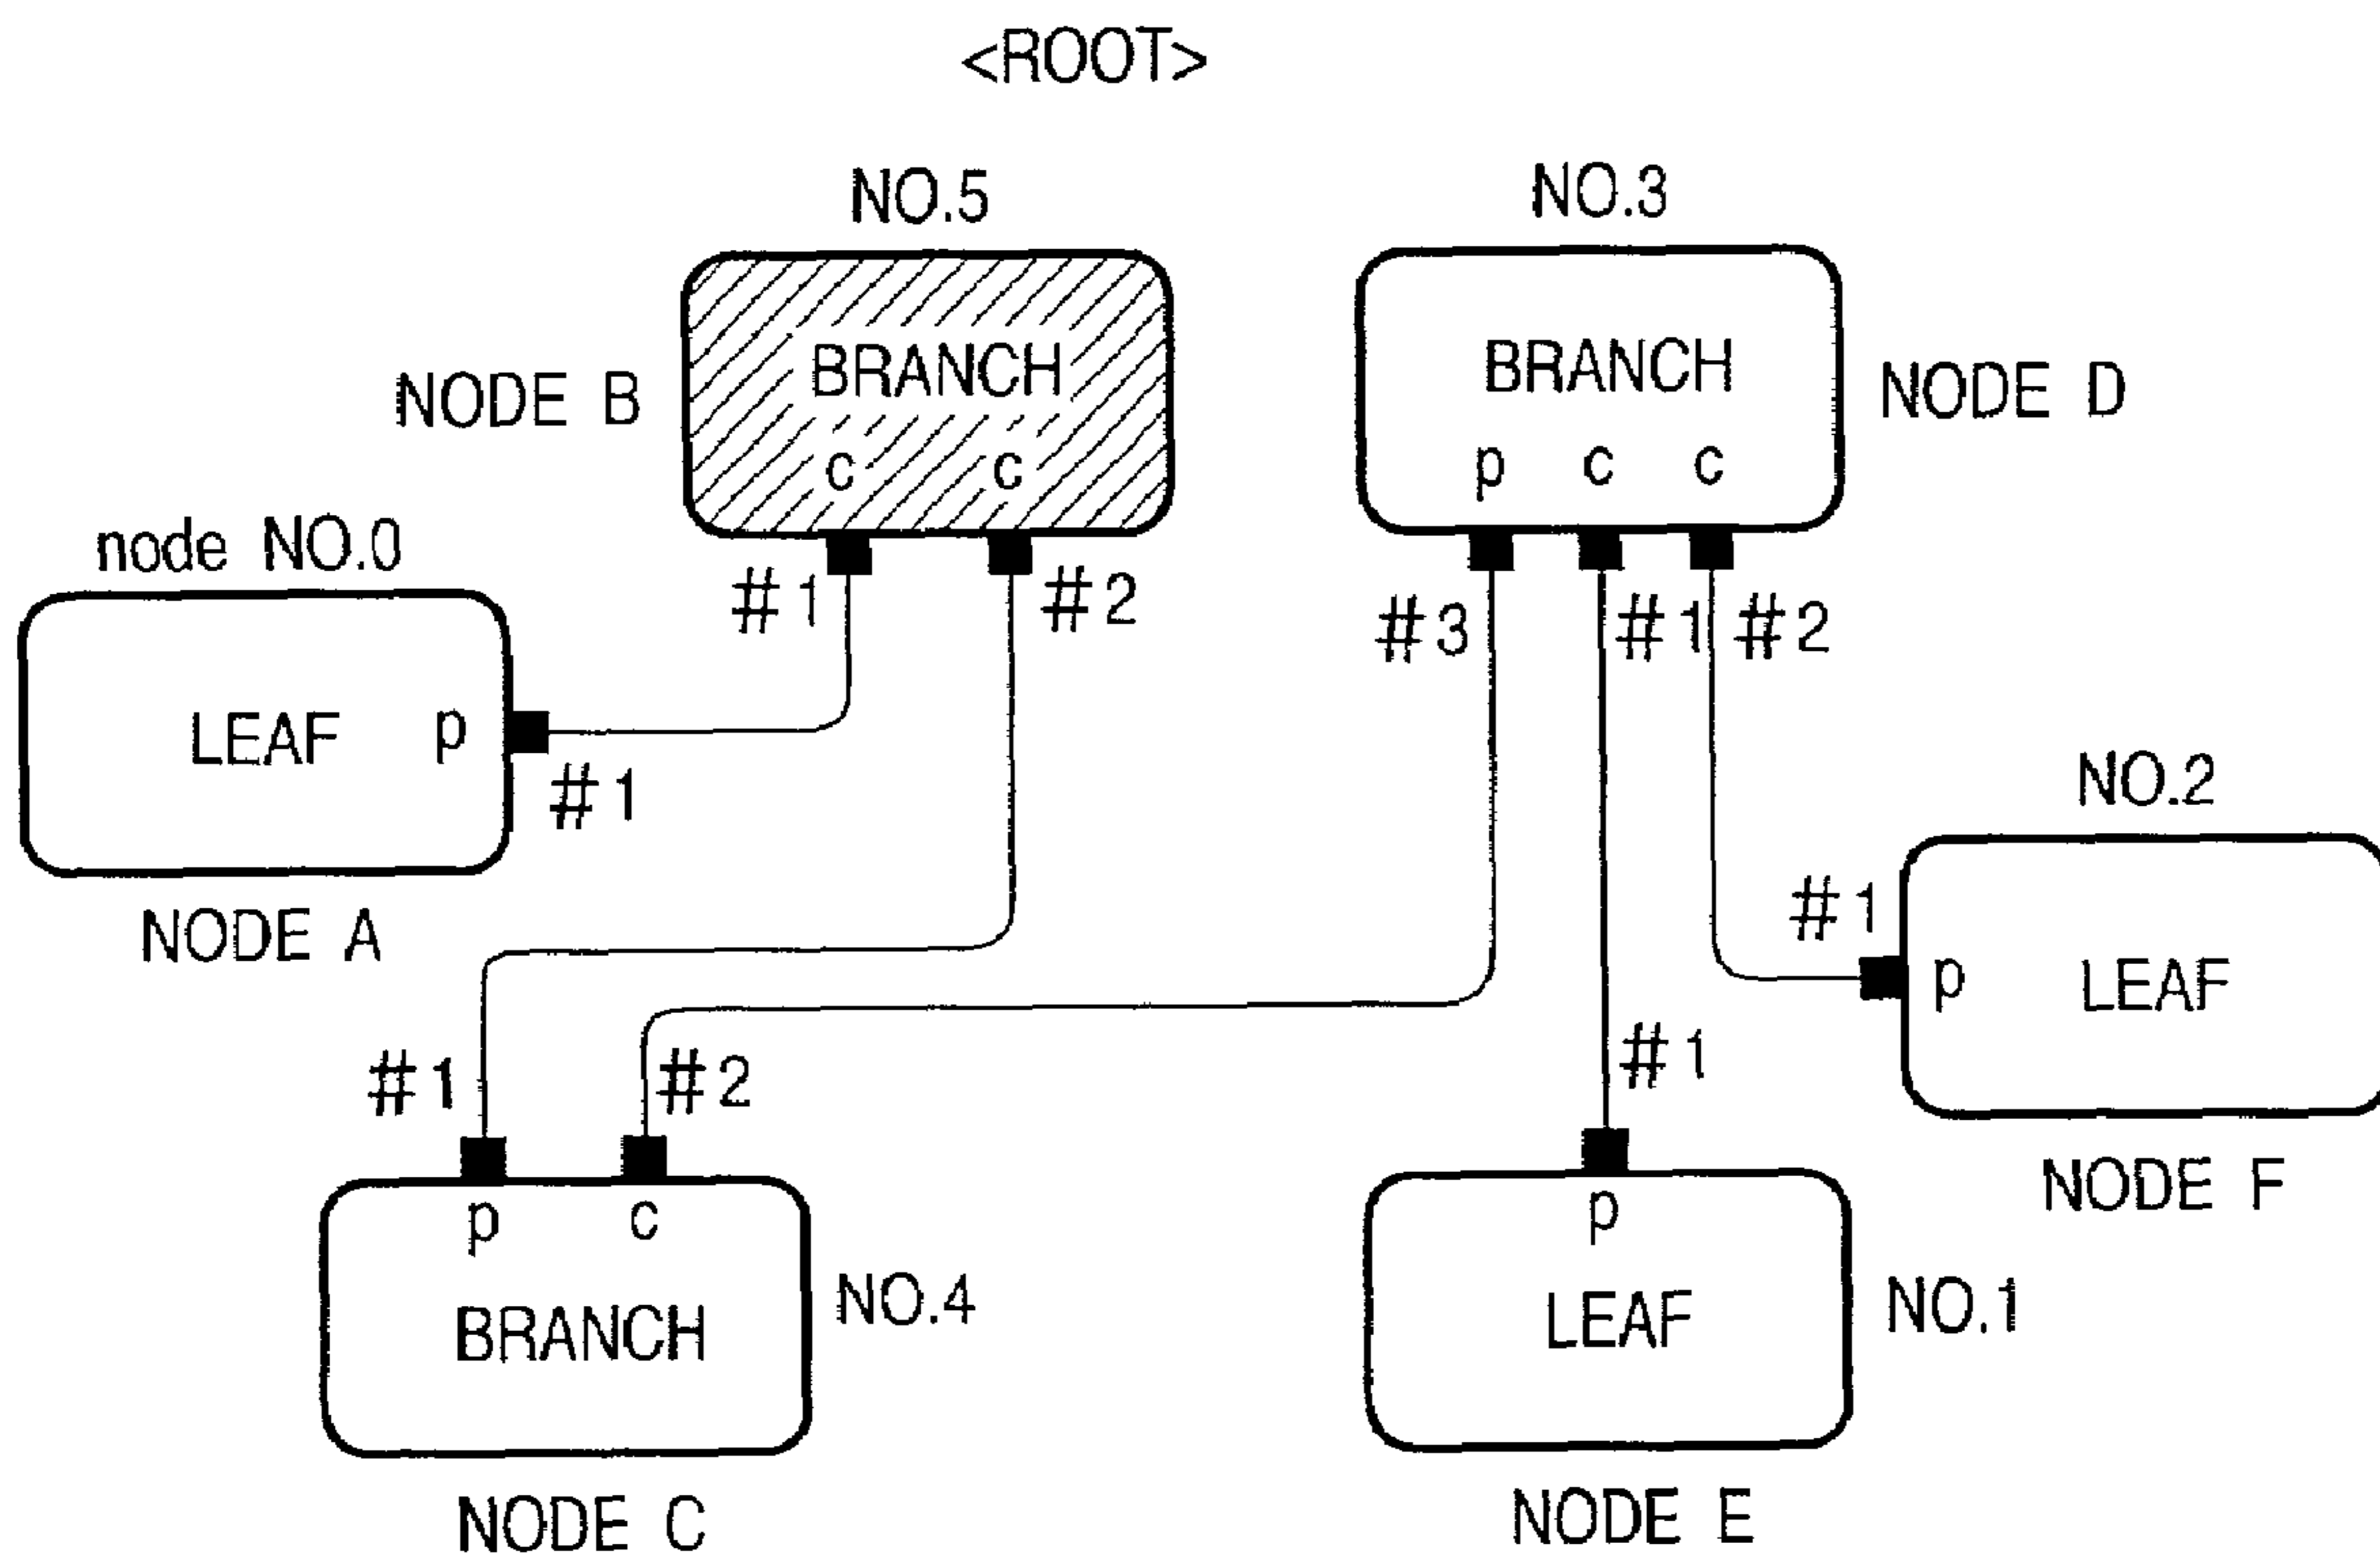 <ROOT>
NO.5
NO.3
BRANCH
BRANCH
NODE B
NODE D
c c
p c c
node NO.0
#1
#2
#3
#1
#2
LEAF p
#1
NO.2
#1
NODE A
p LEAF
#1
#2
#1
NODE F
p c
p
NO.4
NO.1
BRANCH
LEAF
NODE C
NODE E